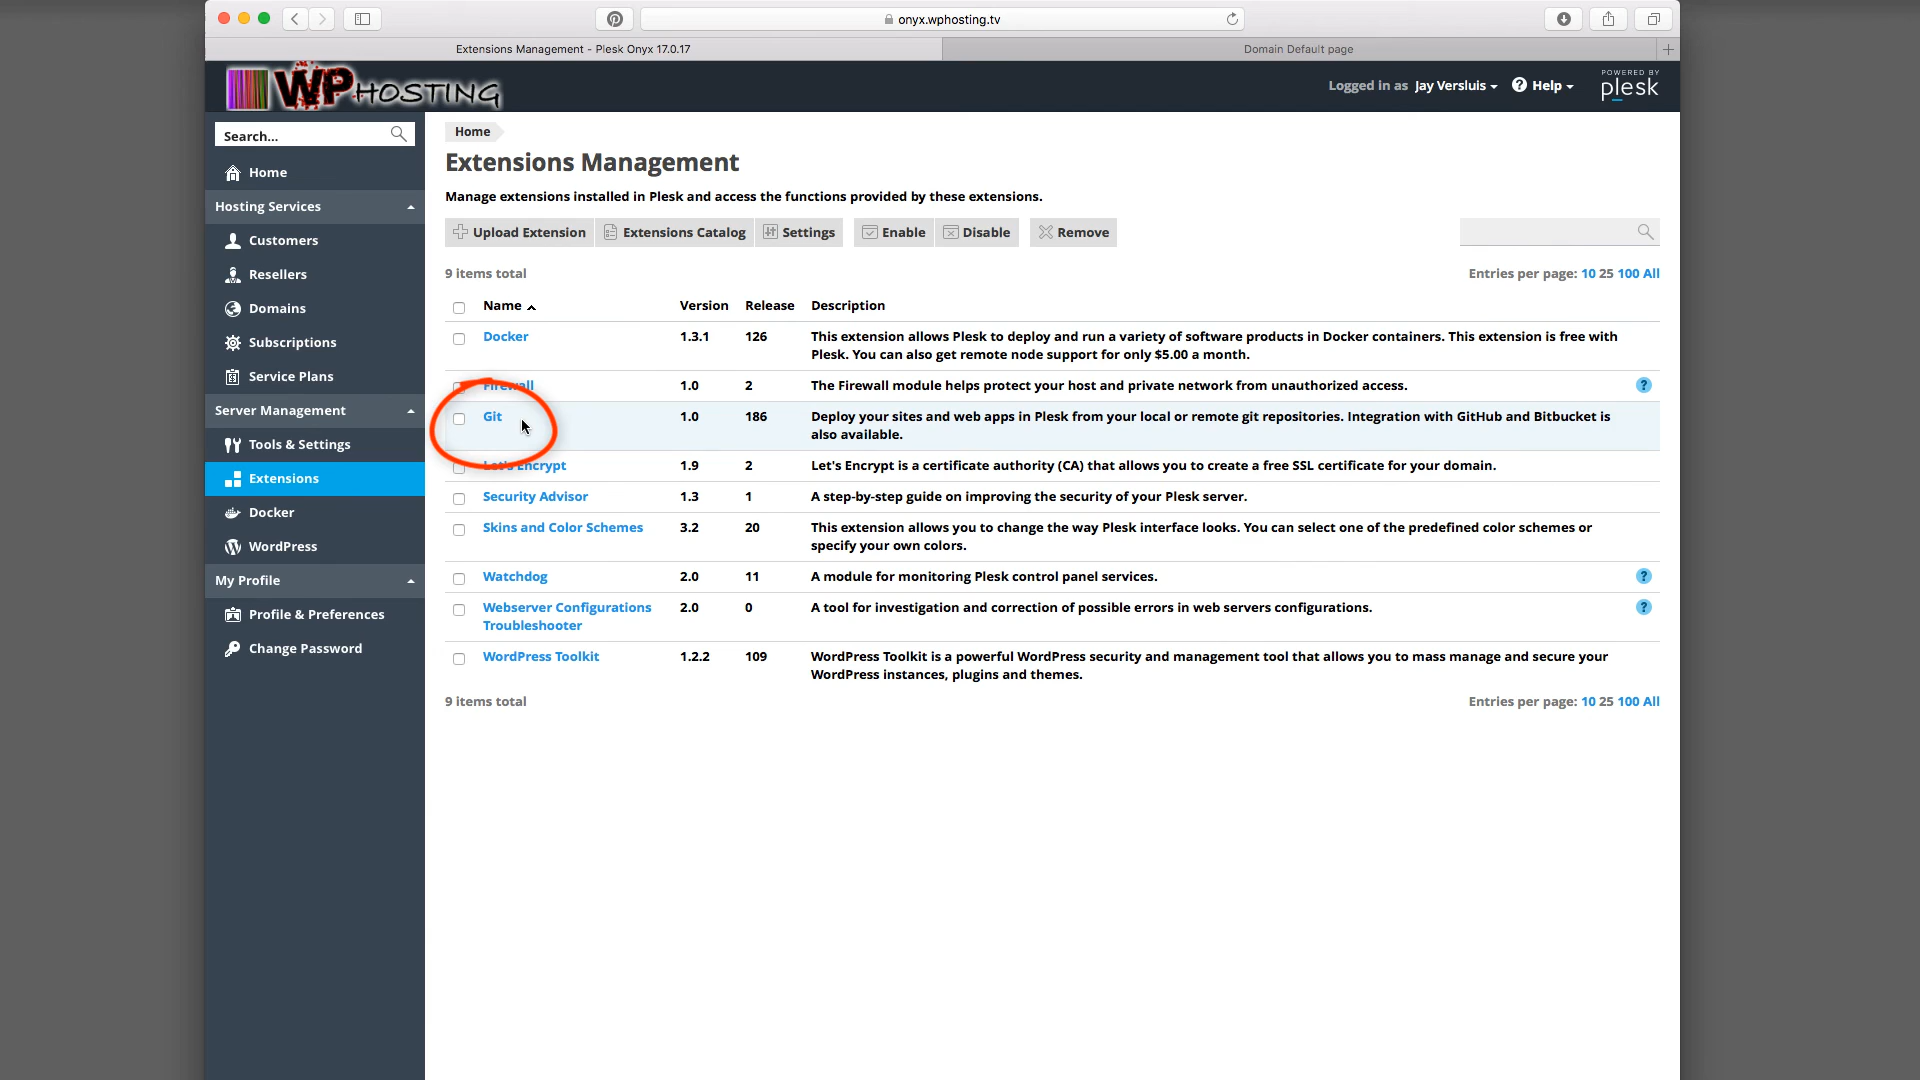 onyx.wphosting.tv
Extensions Management - Plesk Onyx 17.0.17
Domain Default page
WPHOSTING
Logged in as Jay Versluis
Help
POWERED BY
plesk
Search...
Home
Hosting Services
Customers
Resellers
Domains
Subscriptions
Service Plans
Server Management
Tools & Settings
Extensions
Docker
WordPress
My Profile
Profile & Preferences
Change Password
Home
Extensions Management
Manage extensions installed in Plesk and access the functions provided by these extensions.
Upload Extension
Extensions Catalog
Settings
Enable
Disable
Remove
9 items total
Entries per page: 10 25 100 All
Name Version Release Description
Docker 1.3.1 126 This extension allows Plesk to deploy and run a variety of software products in Docker containers. This extension is free with
Plesk. You can also get remote node support for only $5.00 a month.
Firewall 1.0 2 The Firewall module helps protect your host and private network from unauthorized access. ?
Git 1.0 186 Deploy your sites and web apps in Plesk from your local or remote git repositories. Integration with GitHub and Bitbucket is
also available.
Let's Encrypt 1.9 2 Let's Encrypt is a certificate authority (CA) that allows you to create a free SSL certificate for your domain.
Security Advisor 1.3 1 A step-by-step guide on improving the security of your Plesk server.
Skins and Color Schemes 3.2 20 This extension allows you to change the way Plesk interface looks. You can select one of the predefined color schemes or
specify your own colors.
Watchdog 2.0 11 A module for monitoring Plesk control panel services. ?
Webserver Configurations 2.0 0 A tool for investigation and correction of possible errors in web servers configurations. ?
Troubleshooter
WordPress Toolkit 1.2.2 109 WordPress Toolkit is a powerful WordPress security and management tool that allows you to mass manage and secure your
WordPress instances, plugins and themes.
9 items total
Entries per page: 10 25 100 All